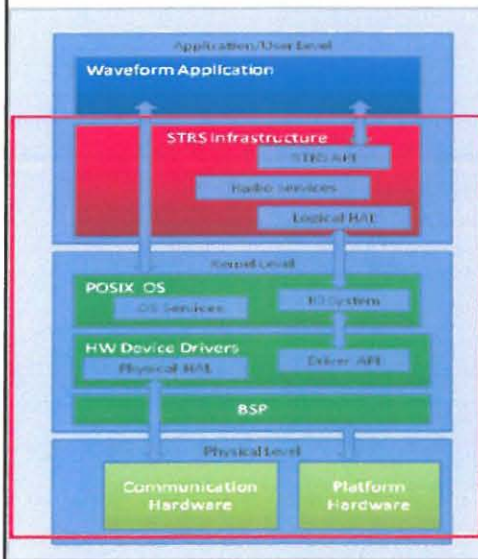 Application/User Level
Waveform Application
STRS Infrastructure
STRS API
Radio Services
Logical HAL
Kernel Level
POSIX OS
OS Services
IO System
HW Device Drivers
Physical HAL
Driver API
BSP
Physical Level
Communication
Hardware
Platform
Hardware